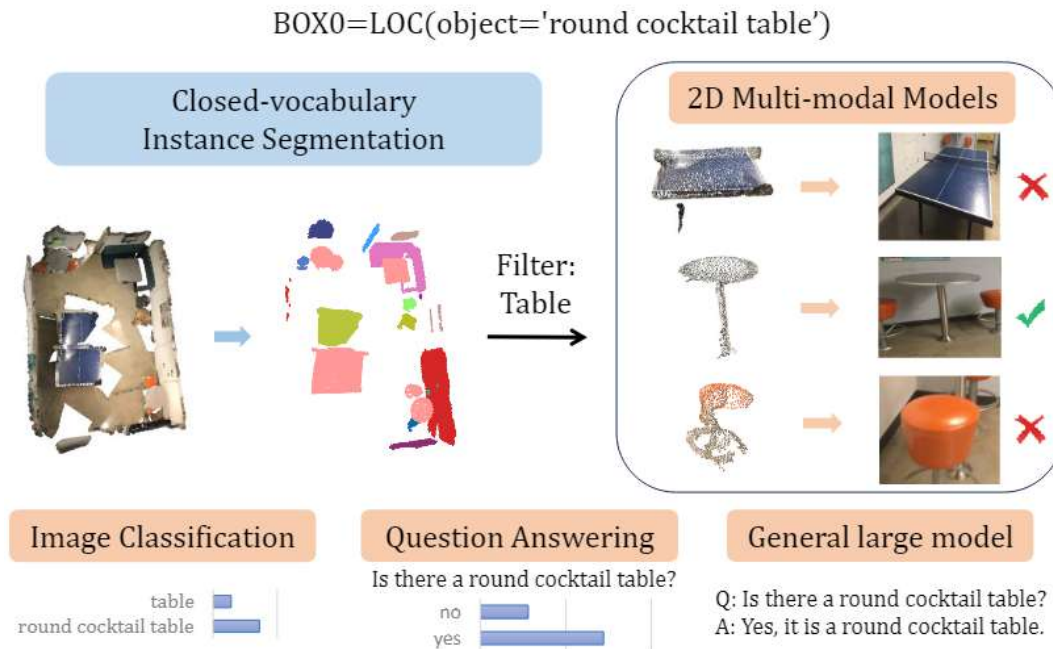 BOX0=LOC(object='round cocktail table’)
Closed-vocabulary
Instance Segmentation
2D Multi-modal Models
Filter:
Table
Image Classification
table
round cocktail table
Question Answering
Is there a round cocktail table?
no
yes
General large model
Q: Is there a round cocktail table?
A: Yes, it is a round cocktail table.